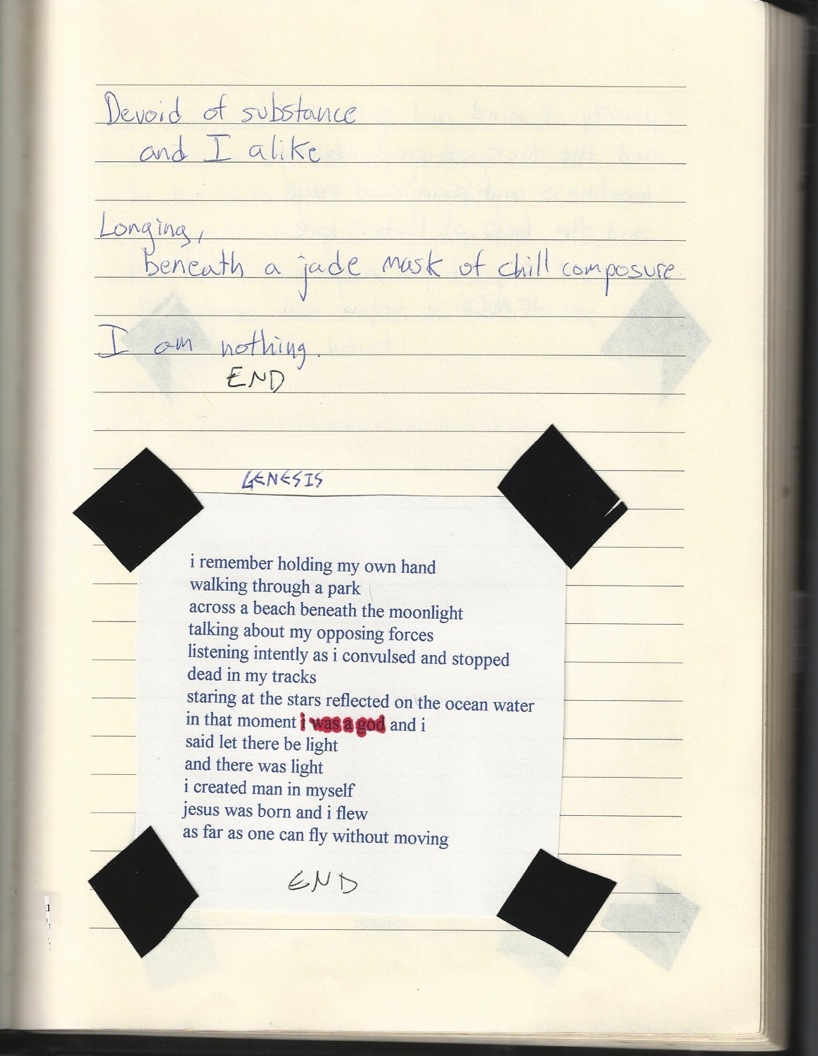 Devoid of substance
and I alike
Longing,
beneath a jade mask of chill composure
I am nothing.
END
GENESIS
i remember holding my own hand
walking through a park
across a beach beneath the moonlight
talking about my opposing forces
listening intently as i convulsed and stopped
dead in my tracks
staring at the stars reflected on the ocean water
in that moment i was a god and i
said let there be light
and there was light
i created man in myself
jesus was born and i flew
as far as one can fly without moving
END